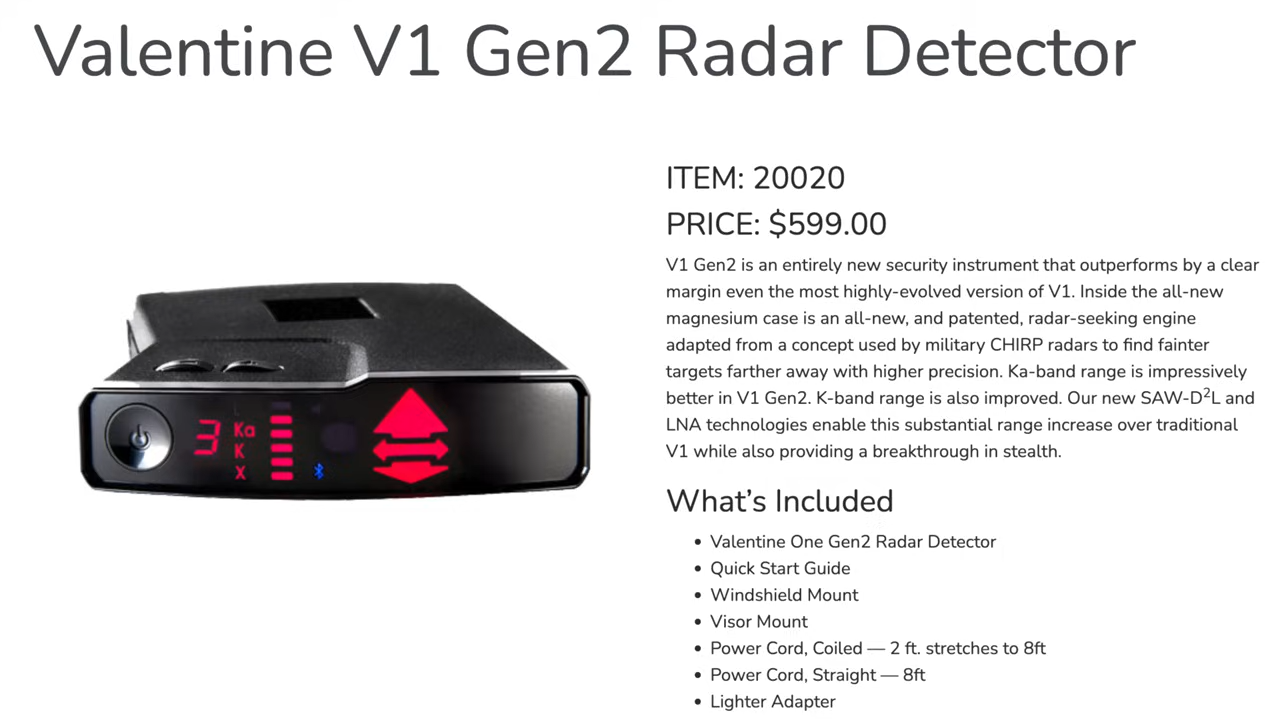 Valentine V1 Gen2 Radar Detector
ITEM: 20020
PRICE: $599.00
V1 Gen2 is an entirely new security instrument that outperforms by a clear
margin even the most highly-evolved version of V1. Inside the all-new
magnesium case is an all-new, and patented, radar-seeking engine
adapted from a concept used by military CHIRP radars to find fainter
targets farther away with higher precision. Ka-band range is impressively
better in V1 Gen2. K-band range is also improved. Our new SAW-D²L and
LNA technologies enable this substantial range increase over traditional
V1 while also providing a breakthrough in stealth.
3
L
Ka
K
X
What's Included
• Valentine One Gen2 Radar Detector
• Quick Start Guide
• Windshield Mount
• Visor Mount
• Power Cord, Coiled — 2 ft. stretches to 8ft
• Power Cord, Straight — 8ft
• Lighter Adapter